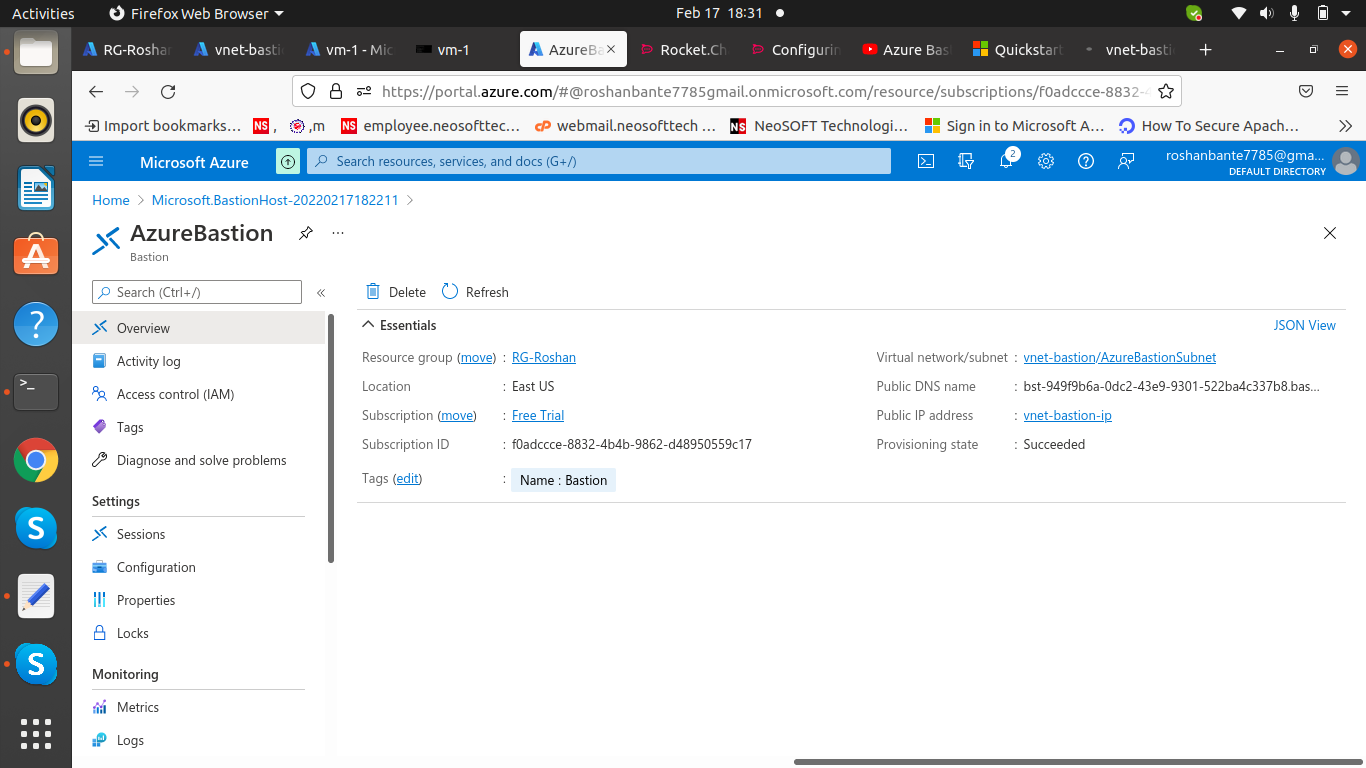 Activities
Firefox Web Browser
Feb 17 18:31
RG-Roshan
vnet-basti
vm-1 - Mic
vm-1
AzureBa
Rocket.Ch
Configurin
Azure Bas
Quickstart
vnet-basti
https://portal.azure.com/#@roshanbante7785gmail.onmicrosoft.com/resource/subscriptions/f0adccce-8832-4
Import bookmarks...
NS ,
,m
NS employee.neosofttec...
cP webmail.neosofttech ...
NS NeoSOFT Technologi...
Sign in to Microsoft A...
How To Secure Apach...
Microsoft Azure
Search resources, services, and docs (G+/)
2
roshanbante7785@gma...
DEFAULT DIRECTORY
Home > Microsoft.BastionHost-20220217182211 >
AzureBastion
...
Bastion
Search (Ctrl+/)
«
Delete
Refresh
Overview
Activity log
Access control (IAM)
Tags
Diagnose and solve problems
Settings
Sessions
Configuration
Properties
Locks
Monitoring
Metrics
Logs
Essentials
JSON View
Resource group (move) : RG-Roshan
Location : East US
Subscription (move) : Free Trial
Subscription ID : f0adccce-8832-4b4b-9862-d48950559c17
Tags (edit) : Name : Bastion
Virtual network/subnet : vnet-bastion/AzureBastionSubnet
Public DNS name : bst-949f9b6a-0dc2-43e9-9301-522ba4c337b8.bas...
Public IP address : vnet-bastion-ip
Provisioning state : Succeeded